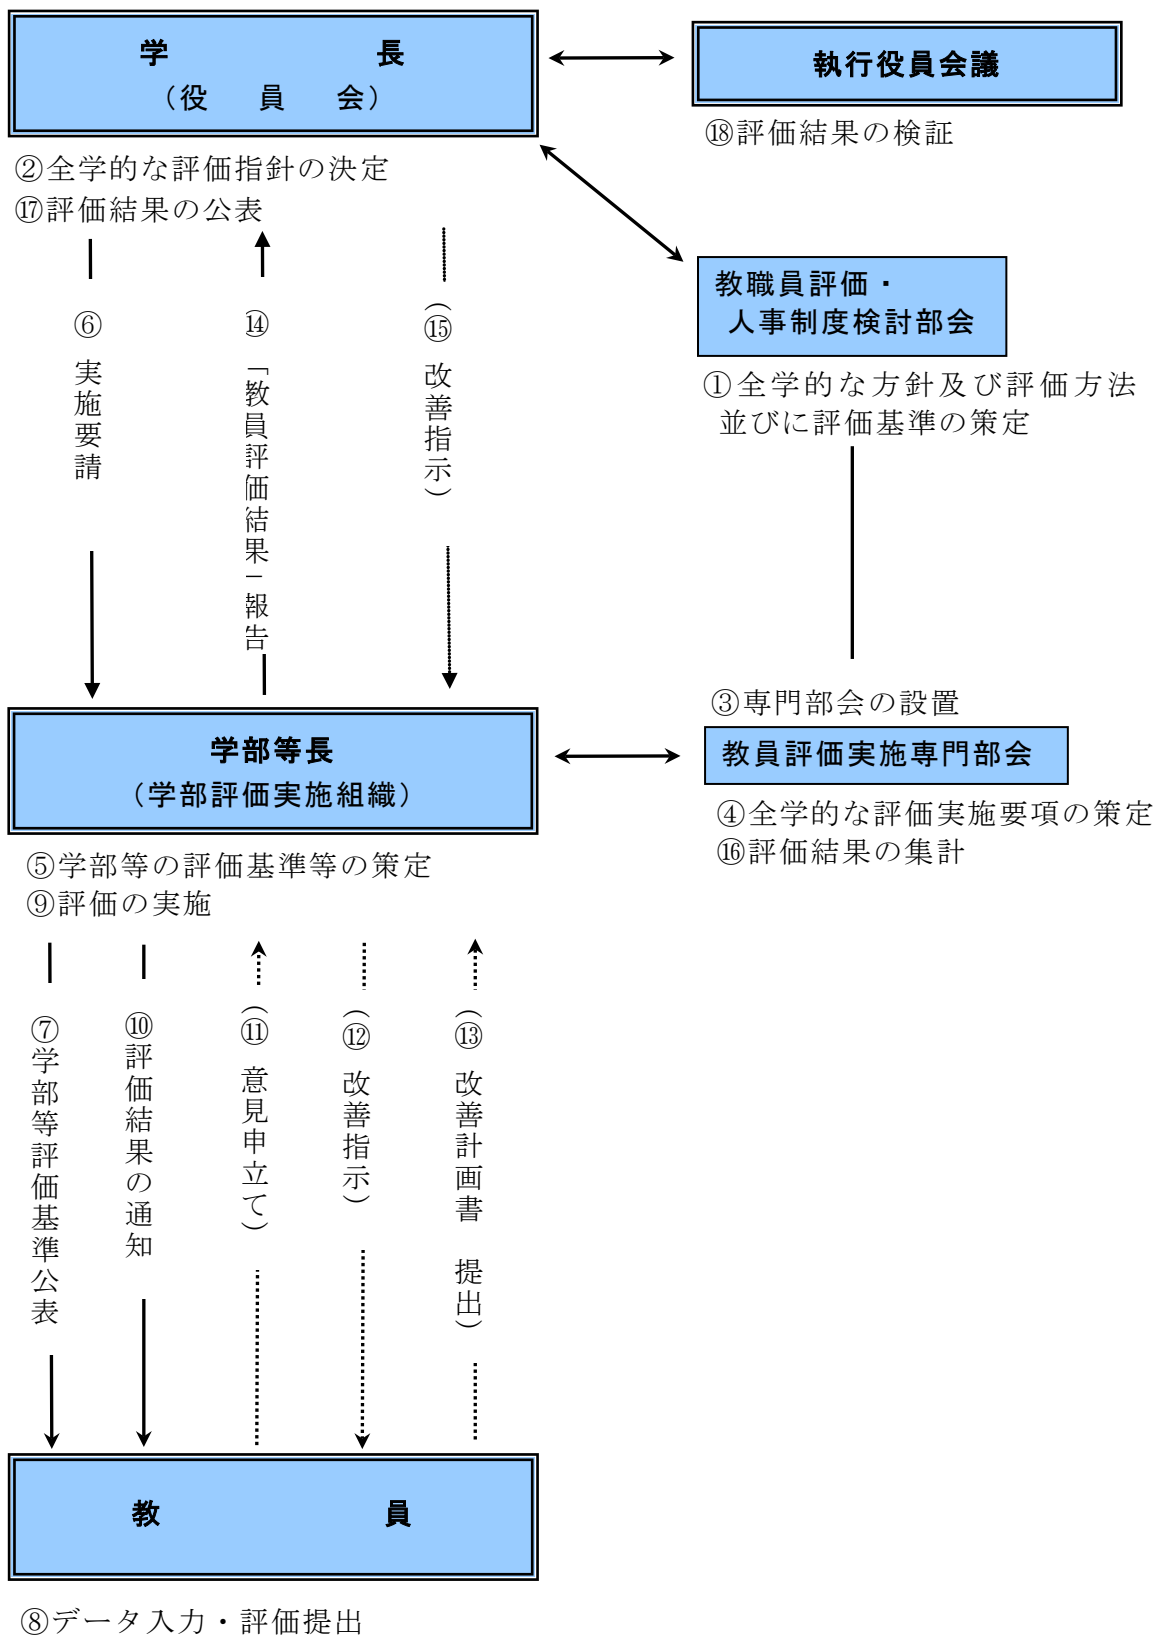 学　　　　　　　長
（役　　員　　会）
執行役員会議
⑱評価結果の検証
②全学的な評価指針の決定
⑰評価結果の公表
教職員評価・
人事制度検討部会
①全学的な方針及び評価方法
並びに評価基準の策定
⑥　実施要請
⑭　「教員評価結果」報告
（⑮　改善指示）
③専門部会の設置
教員評価実施専門部会
④全学的な評価実施要項の策定
⑯評価結果の集計
学部等長
（学部評価実施組織）
⑤学部等の評価基準等の策定
⑨評価の実施
⑦学部等評価基準公表
⑩評価結果の通知
（⑪　意見申立て）
（⑫　改善指示）
（⑬　改善計画書　提出）
教　　　　　　　員
⑧データ入力・評価提出